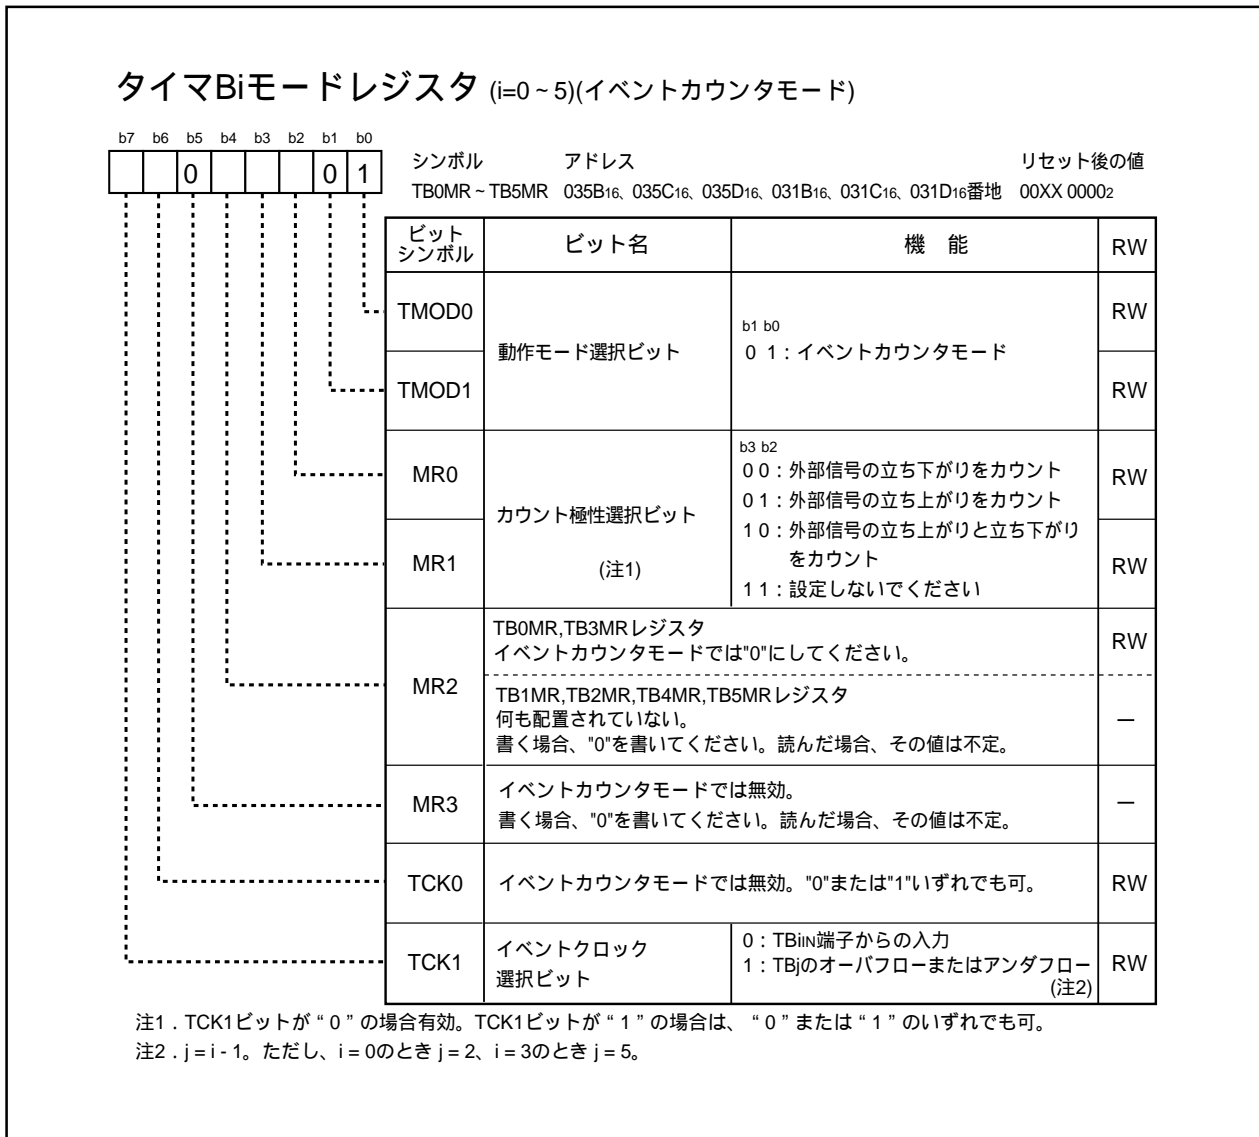 タイマBiモードレジスタ (i=0 ~ 5)(イベントカウンタモード)
b7 b6 b5 b4 b3 b2 b1 b0
0 0 1
シンボル アドレス リセット後の値
TB0MR ~ TB5MR 035B16、035C16、035D16、031B16、031C16、031D16番地 00XX 00002
ビット
シンボル ビット名 機 能 RW
TMOD0 RW
動作モード選択ビット
b1 b0
0 1 : イベントカウンタモード
TMOD1 RW
MR0 RW
カウント極性選択ビット
(注1)
b3 b2
0 0 : 外部信号の立ち下がりをカウント
0 1 : 外部信号の立ち上がりをカウント
1 0 : 外部信号の立ち上がりと立ち下がり
をカウント
1 1 : 設定しないでください
MR1 RW
MR2
TB0MR,TB3MRレジスタ
イベントカウンタモードでは"0"にしてください。
RW
TB1MR,TB2MR,TB4MR,TB5MRレジスタ
何も配置されていない。
書く場合、"0"を書いてください。読んだ場合、その値は不定。
—
MR3
イベントカウンタモードでは無効。
書く場合、"0"を書いてください。読んだ場合、その値は不定。
—
TCK0 イベントカウンタモードでは無効。"0"または"1"いずれでも可。 RW
TCK1
イベントクロック
選択ビット
0 : TBiIN端子からの入力
1 : TBjのオーバフローまたはアンダフロー
(注2)
RW
注1 . TCK1ビットが “ 0 ” の場合有効。TCK1ビットが “ 1 ” の場合は、 “ 0 ” または “ 1 ” のいずれでも可。
注2 . j = i - 1。ただし、i = 0のとき j = 2、i = 3のとき j = 5。